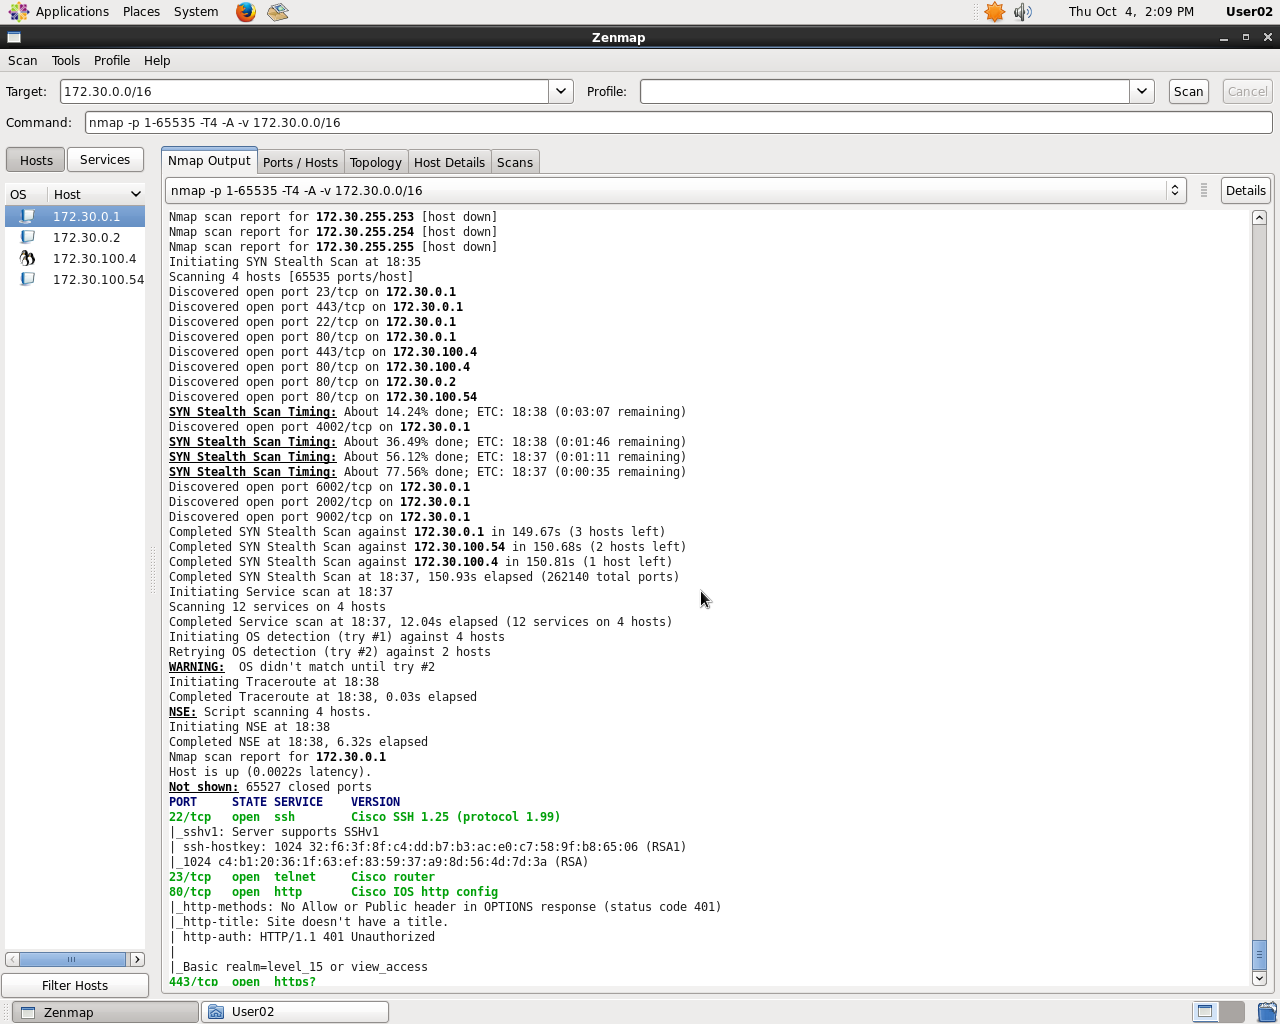 Applications Places System Thu Oct 4, 2:09 PM User02
Zenmap
Scan Tools Profile Help
Target: 172.30.0.0/16 Profile: Scan Cancel
Command: nmap -p 1-65535 -T4 -A -v 172.30.0.0/16
Hosts Services Nmap Output Ports / Hosts Topology Host Details Scans
OS Host nmap -p 1-65535 -T4 -A -v 172.30.0.0/16 Details
172.30.0.1
172.30.0.2
172.30.100.4
172.30.100.54
Nmap scan report for 172.30.255.253 [host down]
Nmap scan report for 172.30.255.254 [host down]
Nmap scan report for 172.30.255.255 [host down]
Initiating SYN Stealth Scan at 18:35
Scanning 4 hosts [65535 ports/host]
Discovered open port 23/tcp on 172.30.0.1
Discovered open port 443/tcp on 172.30.0.1
Discovered open port 22/tcp on 172.30.0.1
Discovered open port 80/tcp on 172.30.0.1
Discovered open port 443/tcp on 172.30.100.4
Discovered open port 80/tcp on 172.30.100.4
Discovered open port 80/tcp on 172.30.0.2
Discovered open port 80/tcp on 172.30.100.54
SYN Stealth Scan Timing: About 14.24% done; ETC: 18:38 (0:03:07 remaining)
Discovered open port 4002/tcp on 172.30.0.1
SYN Stealth Scan Timing: About 36.49% done; ETC: 18:38 (0:01:46 remaining)
SYN Stealth Scan Timing: About 56.12% done; ETC: 18:37 (0:01:11 remaining)
SYN Stealth Scan Timing: About 77.56% done; ETC: 18:37 (0:00:35 remaining)
Discovered open port 6002/tcp on 172.30.0.1
Discovered open port 2002/tcp on 172.30.0.1
Discovered open port 9002/tcp on 172.30.0.1
Completed SYN Stealth Scan against 172.30.0.1 in 149.67s (3 hosts left)
Completed SYN Stealth Scan against 172.30.100.54 in 150.68s (2 hosts left)
Completed SYN Stealth Scan against 172.30.100.4 in 150.81s (1 host left)
Completed SYN Stealth Scan at 18:37, 150.93s elapsed (262140 total ports)
Initiating Service scan at 18:37
Scanning 12 services on 4 hosts
Completed Service scan at 18:37, 12.04s elapsed (12 services on 4 hosts)
Initiating OS detection (try #1) against 4 hosts
Retrying OS detection (try #2) against 2 hosts
WARNING: OS didn't match until try #2
Initiating Traceroute at 18:38
Completed Traceroute at 18:38, 0.03s elapsed
NSE: Script scanning 4 hosts.
Initiating NSE at 18:38
Completed NSE at 18:38, 6.32s elapsed
Nmap scan report for 172.30.0.1
Host is up (0.0022s latency).
Not shown: 65527 closed ports
PORT STATE SERVICE VERSION
22/tcp open ssh Cisco SSH 1.25 (protocol 1.99)
|_sshv1: Server supports SSHv1
| ssh-hostkey: 1024 32:f6:3f:8f:c4:dd:b7:b3:ac:e0:c7:58:9f:b8:65:06 (RSA1)
|_1024 c4:b1:20:36:1f:63:ef:83:59:37:a9:8d:56:4d:7d:3a (RSA)
23/tcp open telnet Cisco router
80/tcp open http Cisco IOS http config
|_http-methods: No Allow or Public header in OPTIONS response (status code 401)
|_http-title: Site doesn't have a title.
| http-auth: HTTP/1.1 401 Unauthorized
|
|_Basic realm=level_15 or view_access
443/tcp open https?
Filter Hosts
Zenmap User02